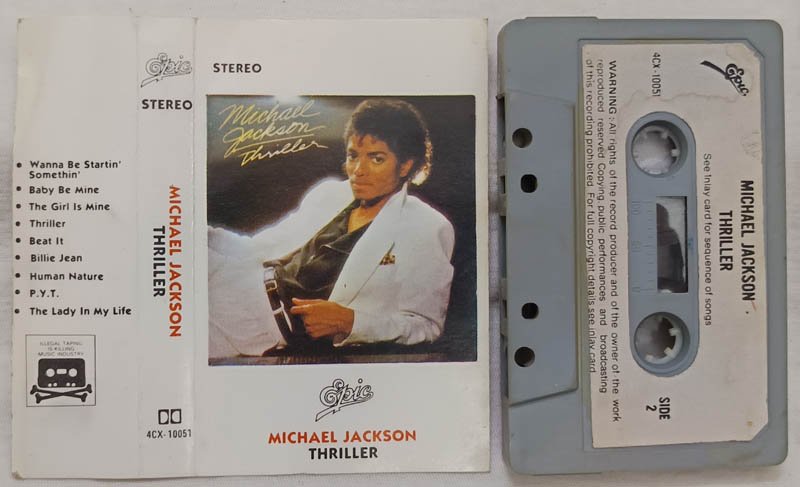 Wanna Be Startin'
Somethin'
Baby Be Mine
The Girl Is Mine
Thriller
Beat It
Billie Jean
Human Nature
P.Y.T.
The Lady In My Life
ILLEGAL TAPING
IS KILLING
MUSIC INDUSTRY
Epic
STEREO
MICHAEL JACKSON
THRILLER
4CX-10051
STEREO
Michael
Jackson
Thriller
Epic
MICHAEL JACKSON
THRILLER
Epic
4CX-10051
MICHAEL JACKSON
THRILLER
See Inlay card for sequence of songs
SIDE
2
WARNING : All rights of the record producer and of the owner of the work
reproduced reserved Copying, public performances and broadcasting
of this recording prohibited. For full copyright details see inlay card
100 50 0